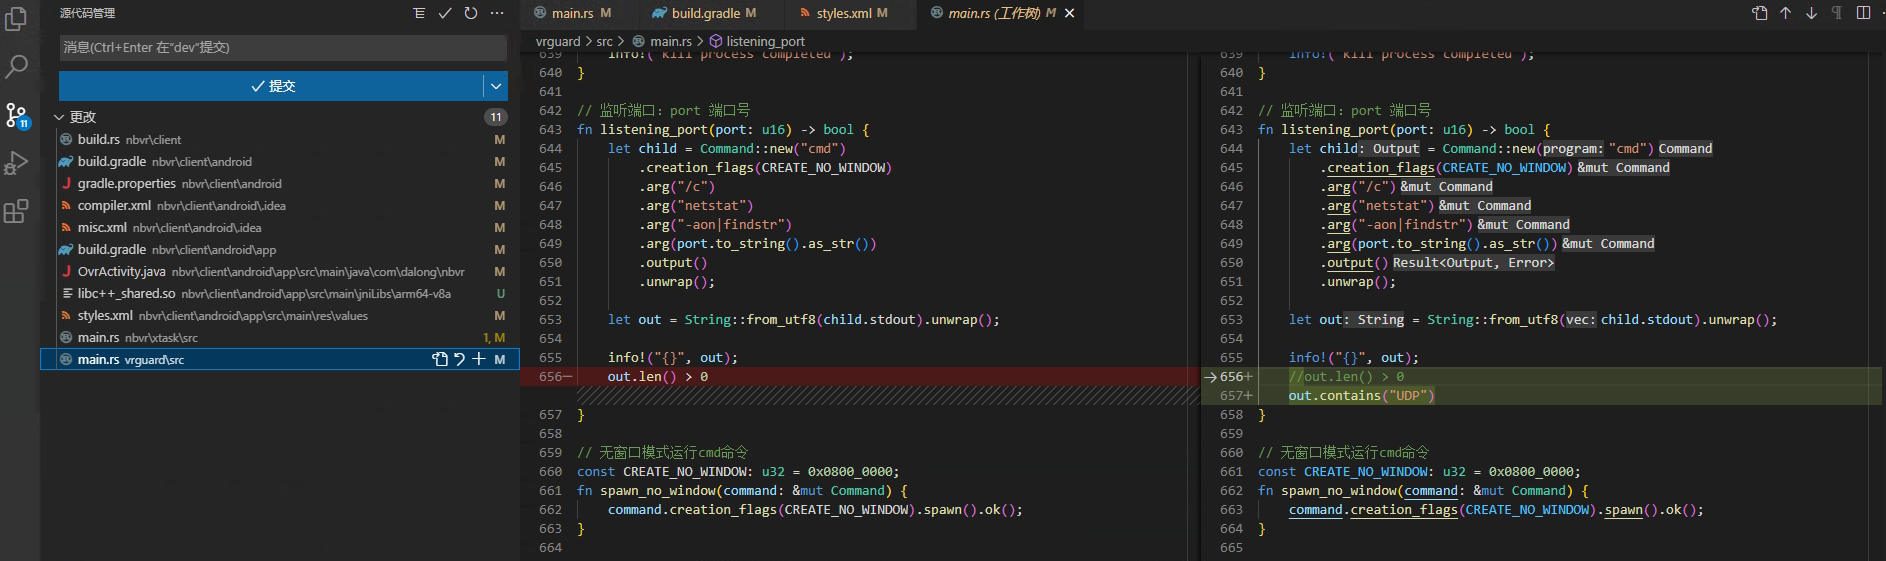 源代码管理
消息(Ctrl+Enter 在"dev"提交)
提交
更改 11
build.rs nbvr\client M
build.gradle nbvr\client\android M
gradle.properties nbvr\client\android M
compiler.xml nbvr\client\android\.idea M
misc.xml nbvr\client\android\.idea M
build.gradle nbvr\client\android\app M
OvrActivity.java nbvr\client\android\app\src\main\java\com\dalong\nbvr M
libc++_shared.so nbvr\client\android\app\src\main\jniLibs\arm64-v8a U
styles.xml nbvr\client\android\app\src\main\res\values M
main.rs nbvr\xtask\src 1, M
main.rs vrguard\src M
11
main.rs M build.gradle M styles.xml M main.rs (工作树) M
vrguard > src > main.rs > listening_port
639 info!("kill process completed");
640 }
641
642 // 监听端口: port 端口号
643 fn listening_port(port: u16) -> bool {
644 let child = Command::new("cmd")
645 .creation_flags(CREATE_NO_WINDOW)
646 .arg("/c")
647 .arg("netstat")
648 .arg("-aon|findstr")
649 .arg(port.to_string().as_str())
650 .output()
651 .unwrap();
652
653 let out = String::from_utf8(child.stdout).unwrap();
654
655 info!("{}", out);
656− out.len() > 0
657 }
658
659 // 无窗口模式运行cmd命令
660 const CREATE_NO_WINDOW: u32 = 0x0800_0000;
661 fn spawn_no_window(command: &mut Command) {
662 command.creation_flags(CREATE_NO_WINDOW).spawn().ok();
663 }
664
639 info!("kill process completed");
640 }
641
642 // 监听端口: port 端口号
643 fn listening_port(port: u16) -> bool {
644 let child: Output = Command::new(program: "cmd") Command
645 .creation_flags(CREATE_NO_WINDOW) &mut Command
646 .arg("/c") &mut Command
647 .arg("netstat") &mut Command
648 .arg("-aon|findstr") &mut Command
649 .arg(port.to_string().as_str()) &mut Command
650 .output() Result<Output, Error>
651 .unwrap();
652
653 let out: String = String::from_utf8(vec: child.stdout).unwrap();
654
655 info!("{}", out);
656+ //out.len() > 0
657+ out.contains("UDP")
658 }
659
660 // 无窗口模式运行cmd命令
661 const CREATE_NO_WINDOW: u32 = 0x0800_0000;
662 fn spawn_no_window(command: &mut Command) {
663 command.creation_flags(CREATE_NO_WINDOW).spawn().ok();
664 }
665